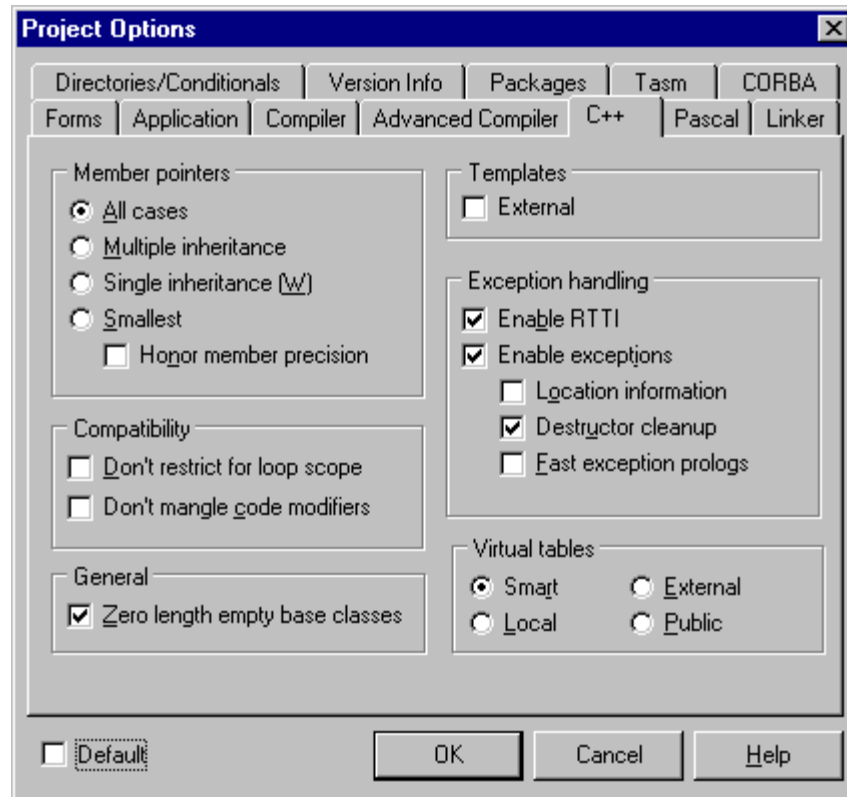 Project Options
Directories/Conditionals Version Info Packages Tasm CORBA
Forms Application Compiler Advanced Compiler C++ Pascal Linker
Member pointers
All cases
Multiple inheritance
Single inheritance (W)
Smallest
Honor member precision
Compatibility
Don't restrict for loop scope
Don't mangle code modifiers
General
Zero length empty base classes
Templates
External
Exception handling
Enable RTTI
Enable exceptions
Location information
Destructor cleanup
Fast exception prologs
Virtual tables
Smart External
Local Public
Default OK Cancel Help